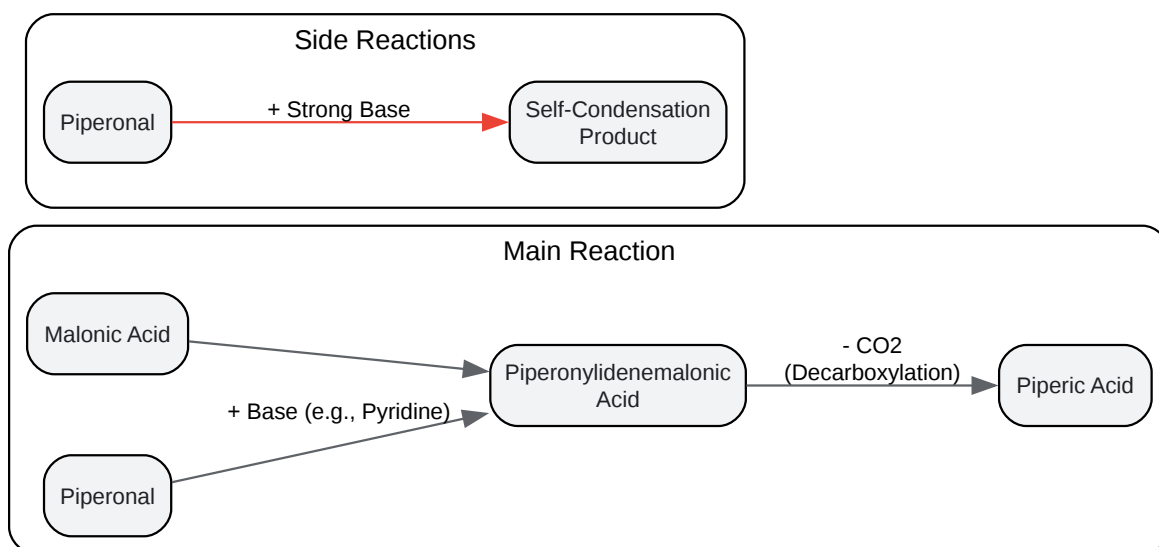 Side Reactions
Piperonal
+ Strong Base
Self-Condensation
Product
Main Reaction
Malonic Acid
+ Base (e.g., Pyridine)
Piperonal
Piperonylidenemalonic
Acid
- CO2
(Decarboxylation)
Piperic Acid